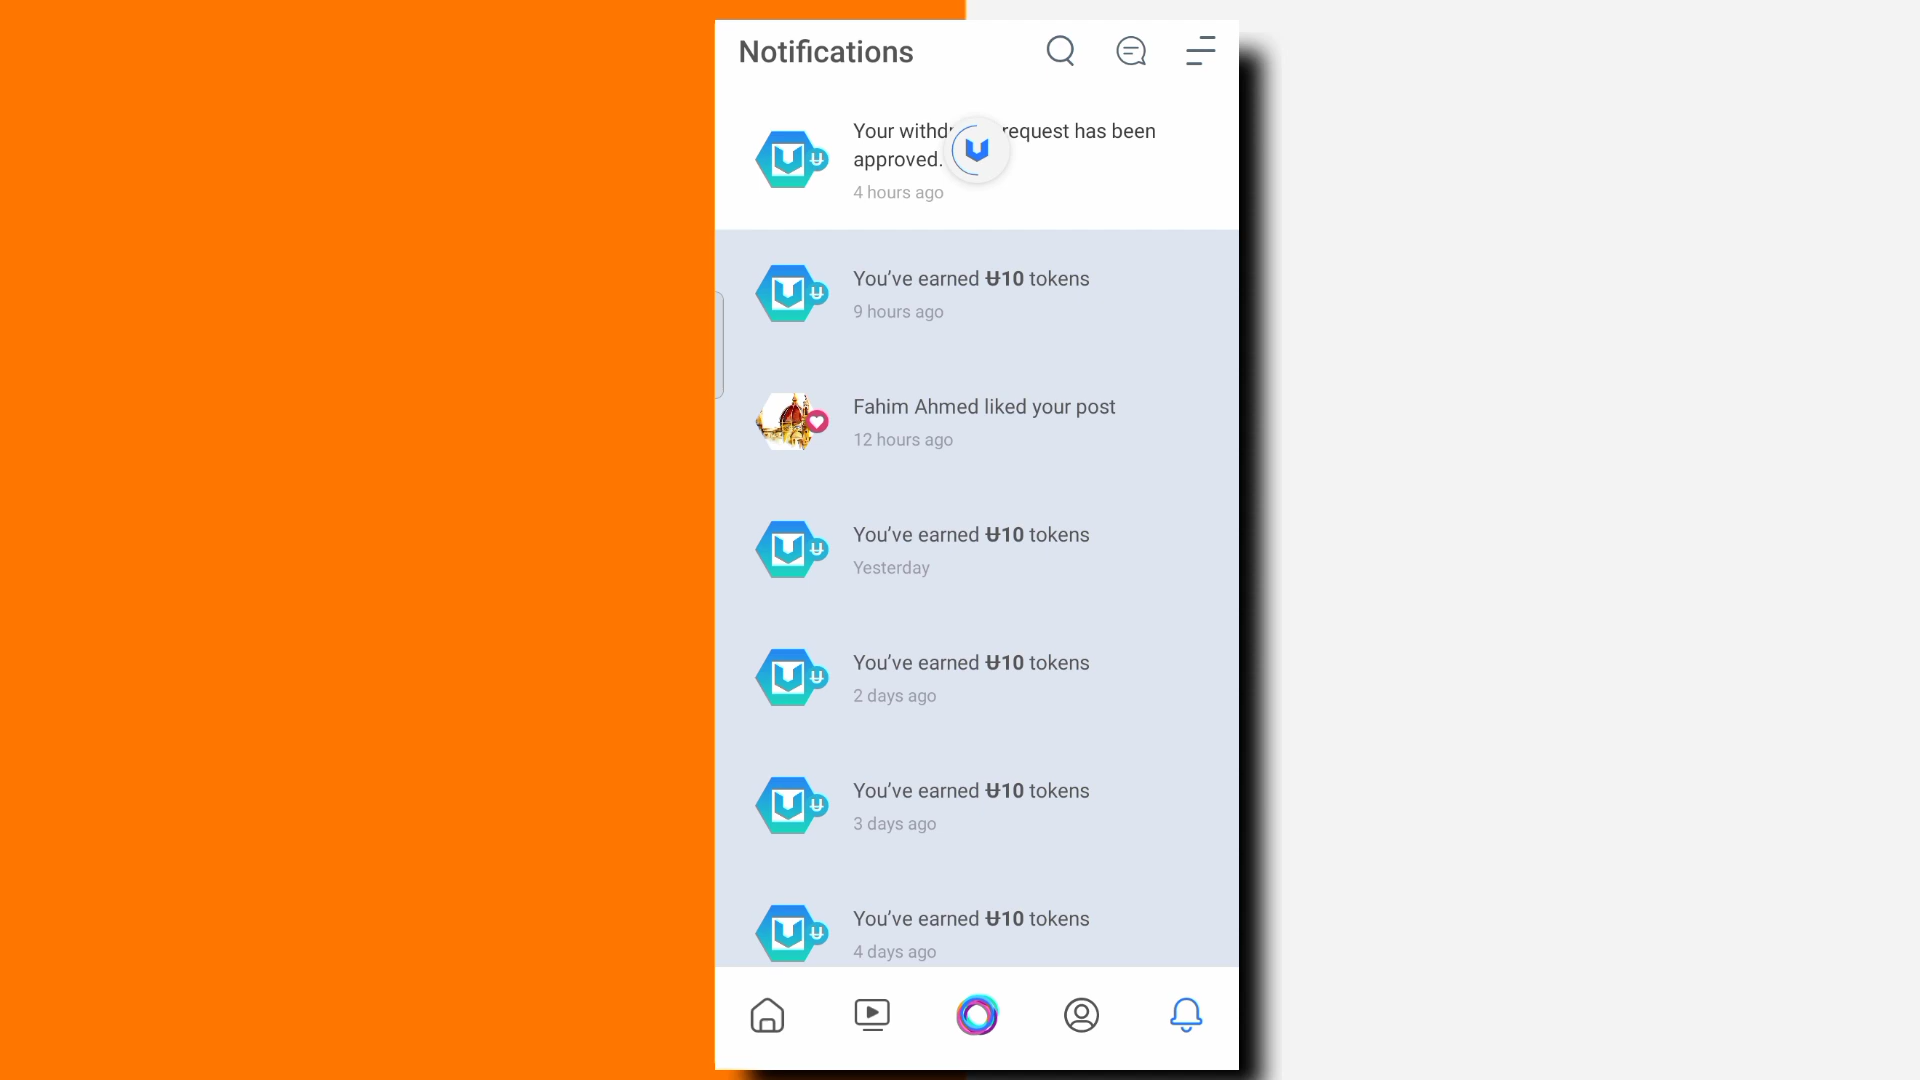 Notifications
Your withdr request has been
approved.
4 hours ago
You’ve earned Ʉ10 tokens
9 hours ago
Fahim Ahmed liked your post
12 hours ago
You’ve earned Ʉ10 tokens
Yesterday
You’ve earned Ʉ10 tokens
2 days ago
You’ve earned Ʉ10 tokens
3 days ago
You’ve earned Ʉ10 tokens
4 days ago